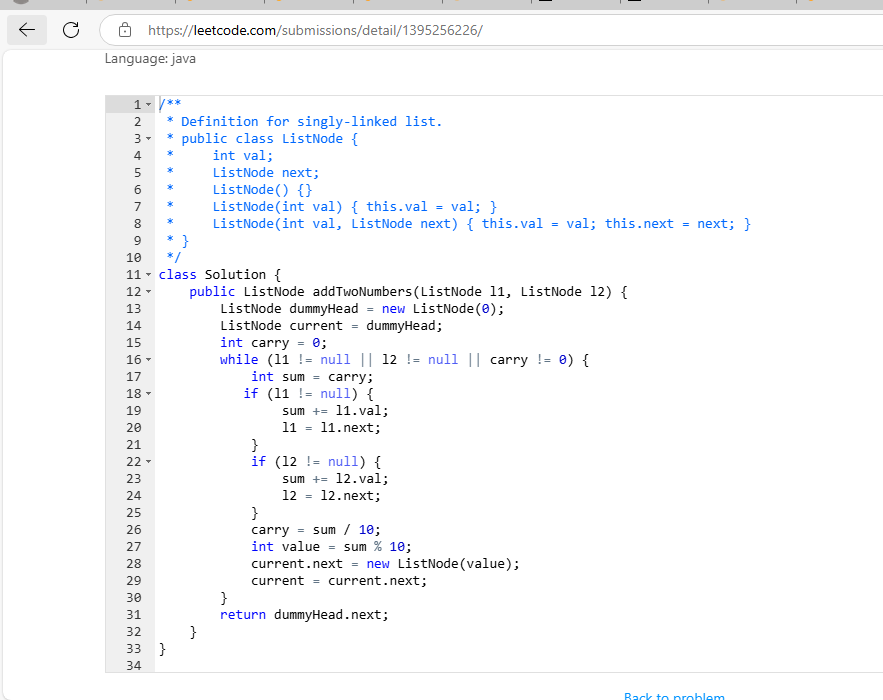 https://leetcode.com/submissions/detail/1395256226/
Language: java
1 /**
2  * Definition for singly-linked list.
3  * public class ListNode {
4  *     int val;
5  *     ListNode next;
6  *     ListNode() {}
7  *     ListNode(int val) { this.val = val; }
8  *     ListNode(int val, ListNode next) { this.val = val; this.next = next; }
9  * }
10  */
11 class Solution {
12     public ListNode addTwoNumbers(ListNode l1, ListNode l2) {
13         ListNode dummyHead = new ListNode(0);
14         ListNode current = dummyHead;
15         int carry = 0;
16         while (l1 != null || l2 != null || carry != 0) {
17             int sum = carry;
18            if (l1 != null) {
19                 sum += l1.val;
20                 l1 = l1.next;
21             }
22             if (l2 != null) {
23                 sum += l2.val;
24                 l2 = l2.next;
25             }
26             carry = sum / 10;
27             int value = sum % 10;
28             current.next = new ListNode(value);
29             current = current.next;
30         }
31         return dummyHead.next;
32     }
33 }
34
Back to problem